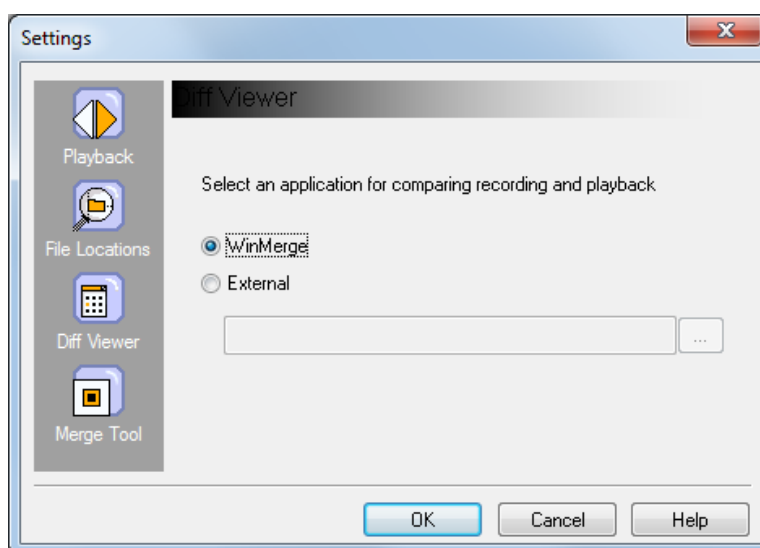 Settings
Diff Viewer
Playback
File Locations
Diff Viewer
Merge Tool
Select an application for comparing recording and playback
WinMerge
External
...
OK
Cancel
Help